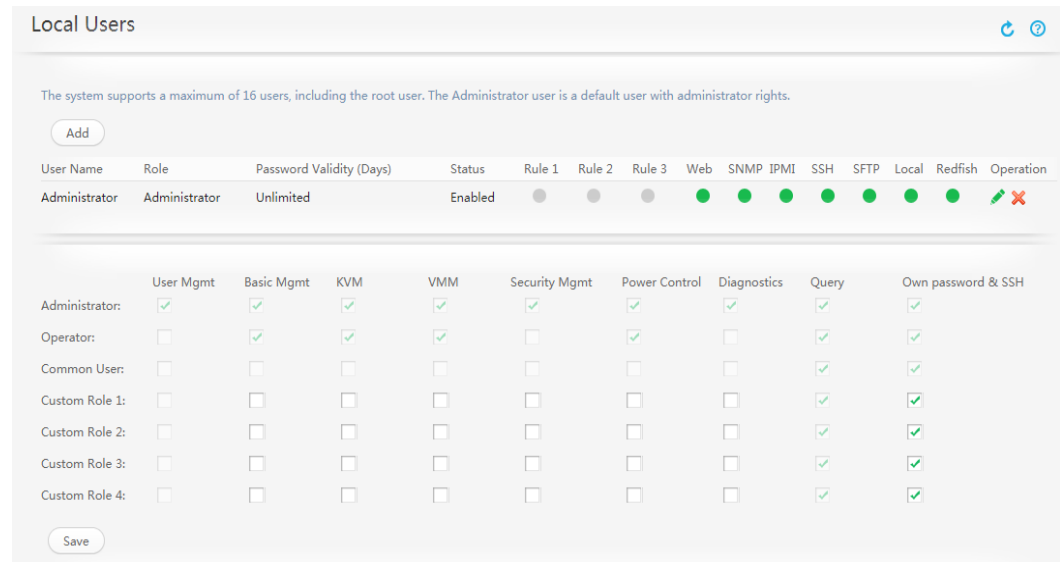 Local Users
The system supports a maximum of 16 users, including the root user. The Administrator user is a default user with administrator rights.
Add
User Name Role Password Validity (Days) Status Rule 1 Rule 2 Rule 3 Web SNMP IPMI SSH SFTP Local Redfish Operation
Administrator Administrator Unlimited Enabled
User Mgmt Basic Mgmt KVM VMM Security Mgmt Power Control Diagnostics Query Own password & SSH
Administrator:
Operator:
Common User:
Custom Role 1:
Custom Role 2:
Custom Role 3:
Custom Role 4:
Save